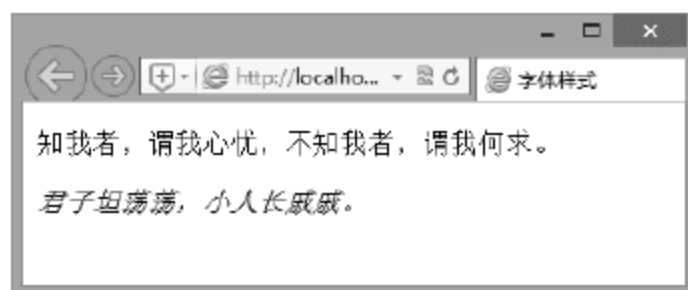 http://localho...
字体样式
知我者，谓我心忧，不知我者，谓我何求。
君子坦荡荡，小人长戚戚。